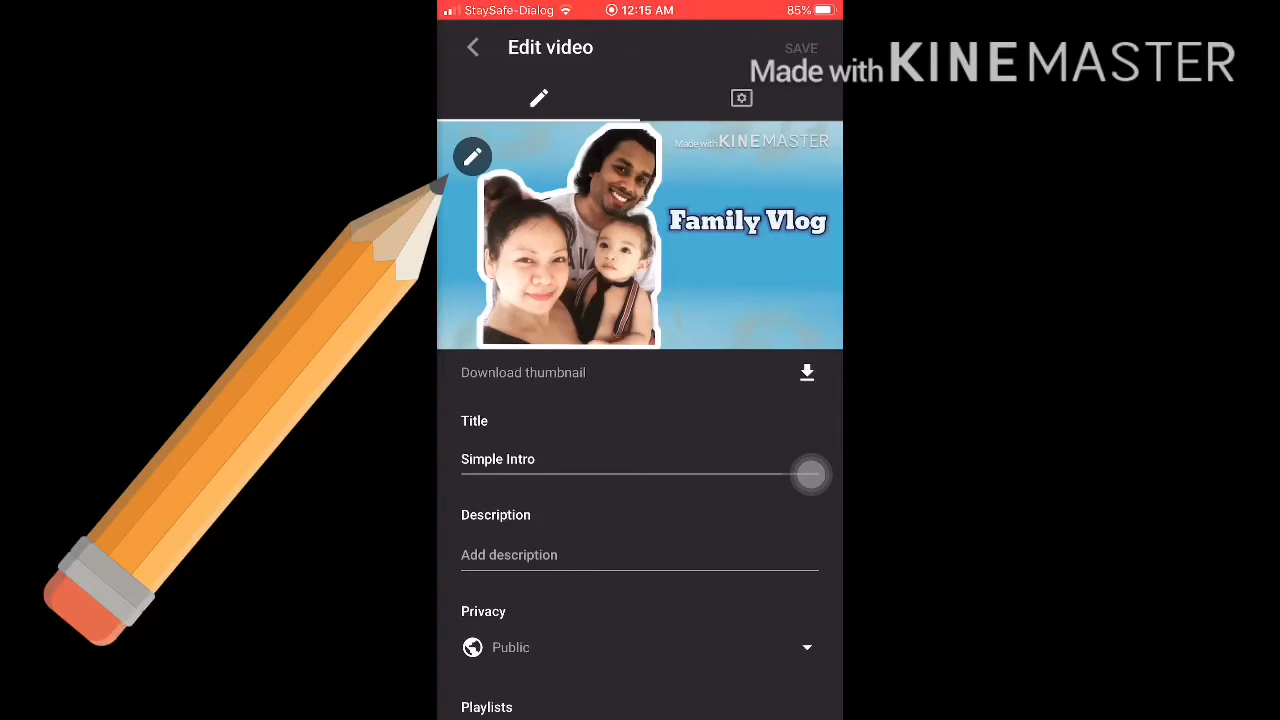 StaySafe-Dialog 12:15 AM 85%
Edit video SAVE
Made with KINEMASTER
Made with KINEMASTER
Family Vlog
Download thumbnail
Title
Simple Intro
Description
Add description
Privacy
Public
Playlists